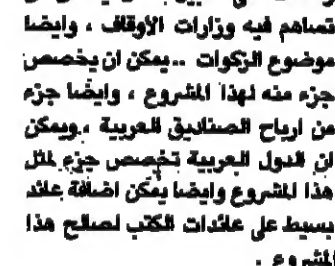 تساهم فيه وزارات الأوقاف ، وايضا
موضوع الزكوات .. يمكن ان يخصص
جزء منه لهذا المشروع ، وايضا جزء
من ارباح الصناديق العربية ، ويمكن
ان الدول العربية تخصص جزء لمثل
هذا المشروع وايضا يمكن اضافة عائد
بسيط على عائدات الكتب لصالح هذا
المشروع .